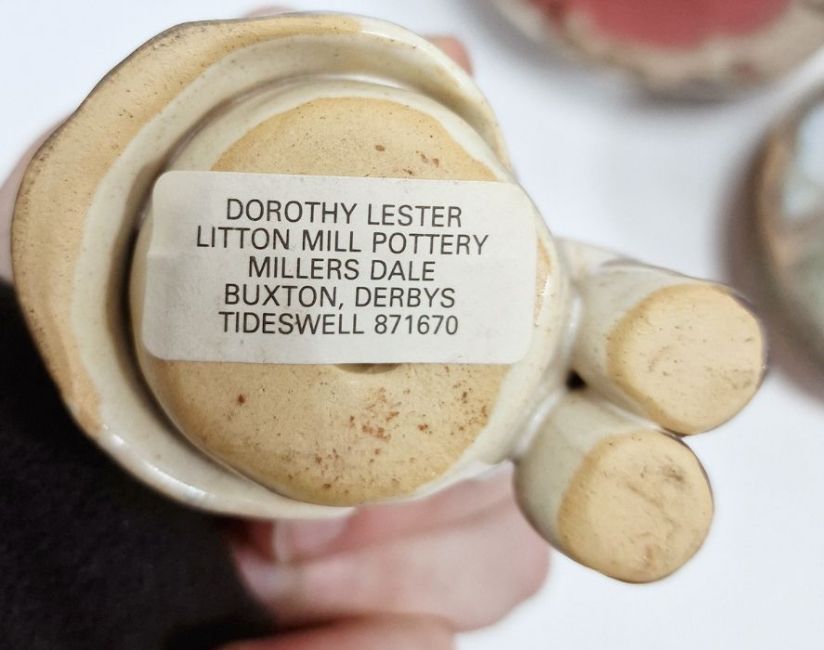 DOROTHY LESTER
LITTON MILL POTTERY
MILLERS DALE
BUXTON, DERBYS
TIDESWELL 871670